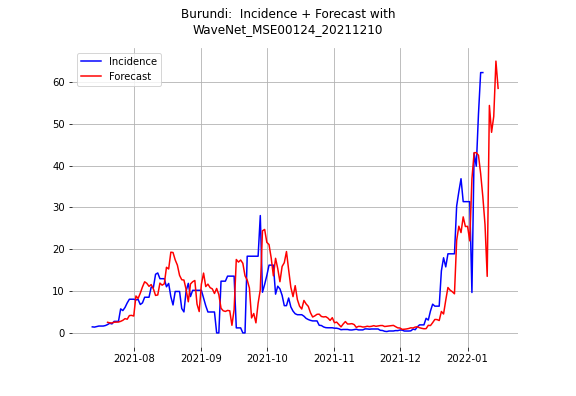 Burundi:  Incidence + Forecast with
WaveNet_MSE00124_20211210
Incidence
Forecast
60
50
40
30
20
10
0
2021-08 2021-09 2021-10 2021-11 2021-12 2022-01